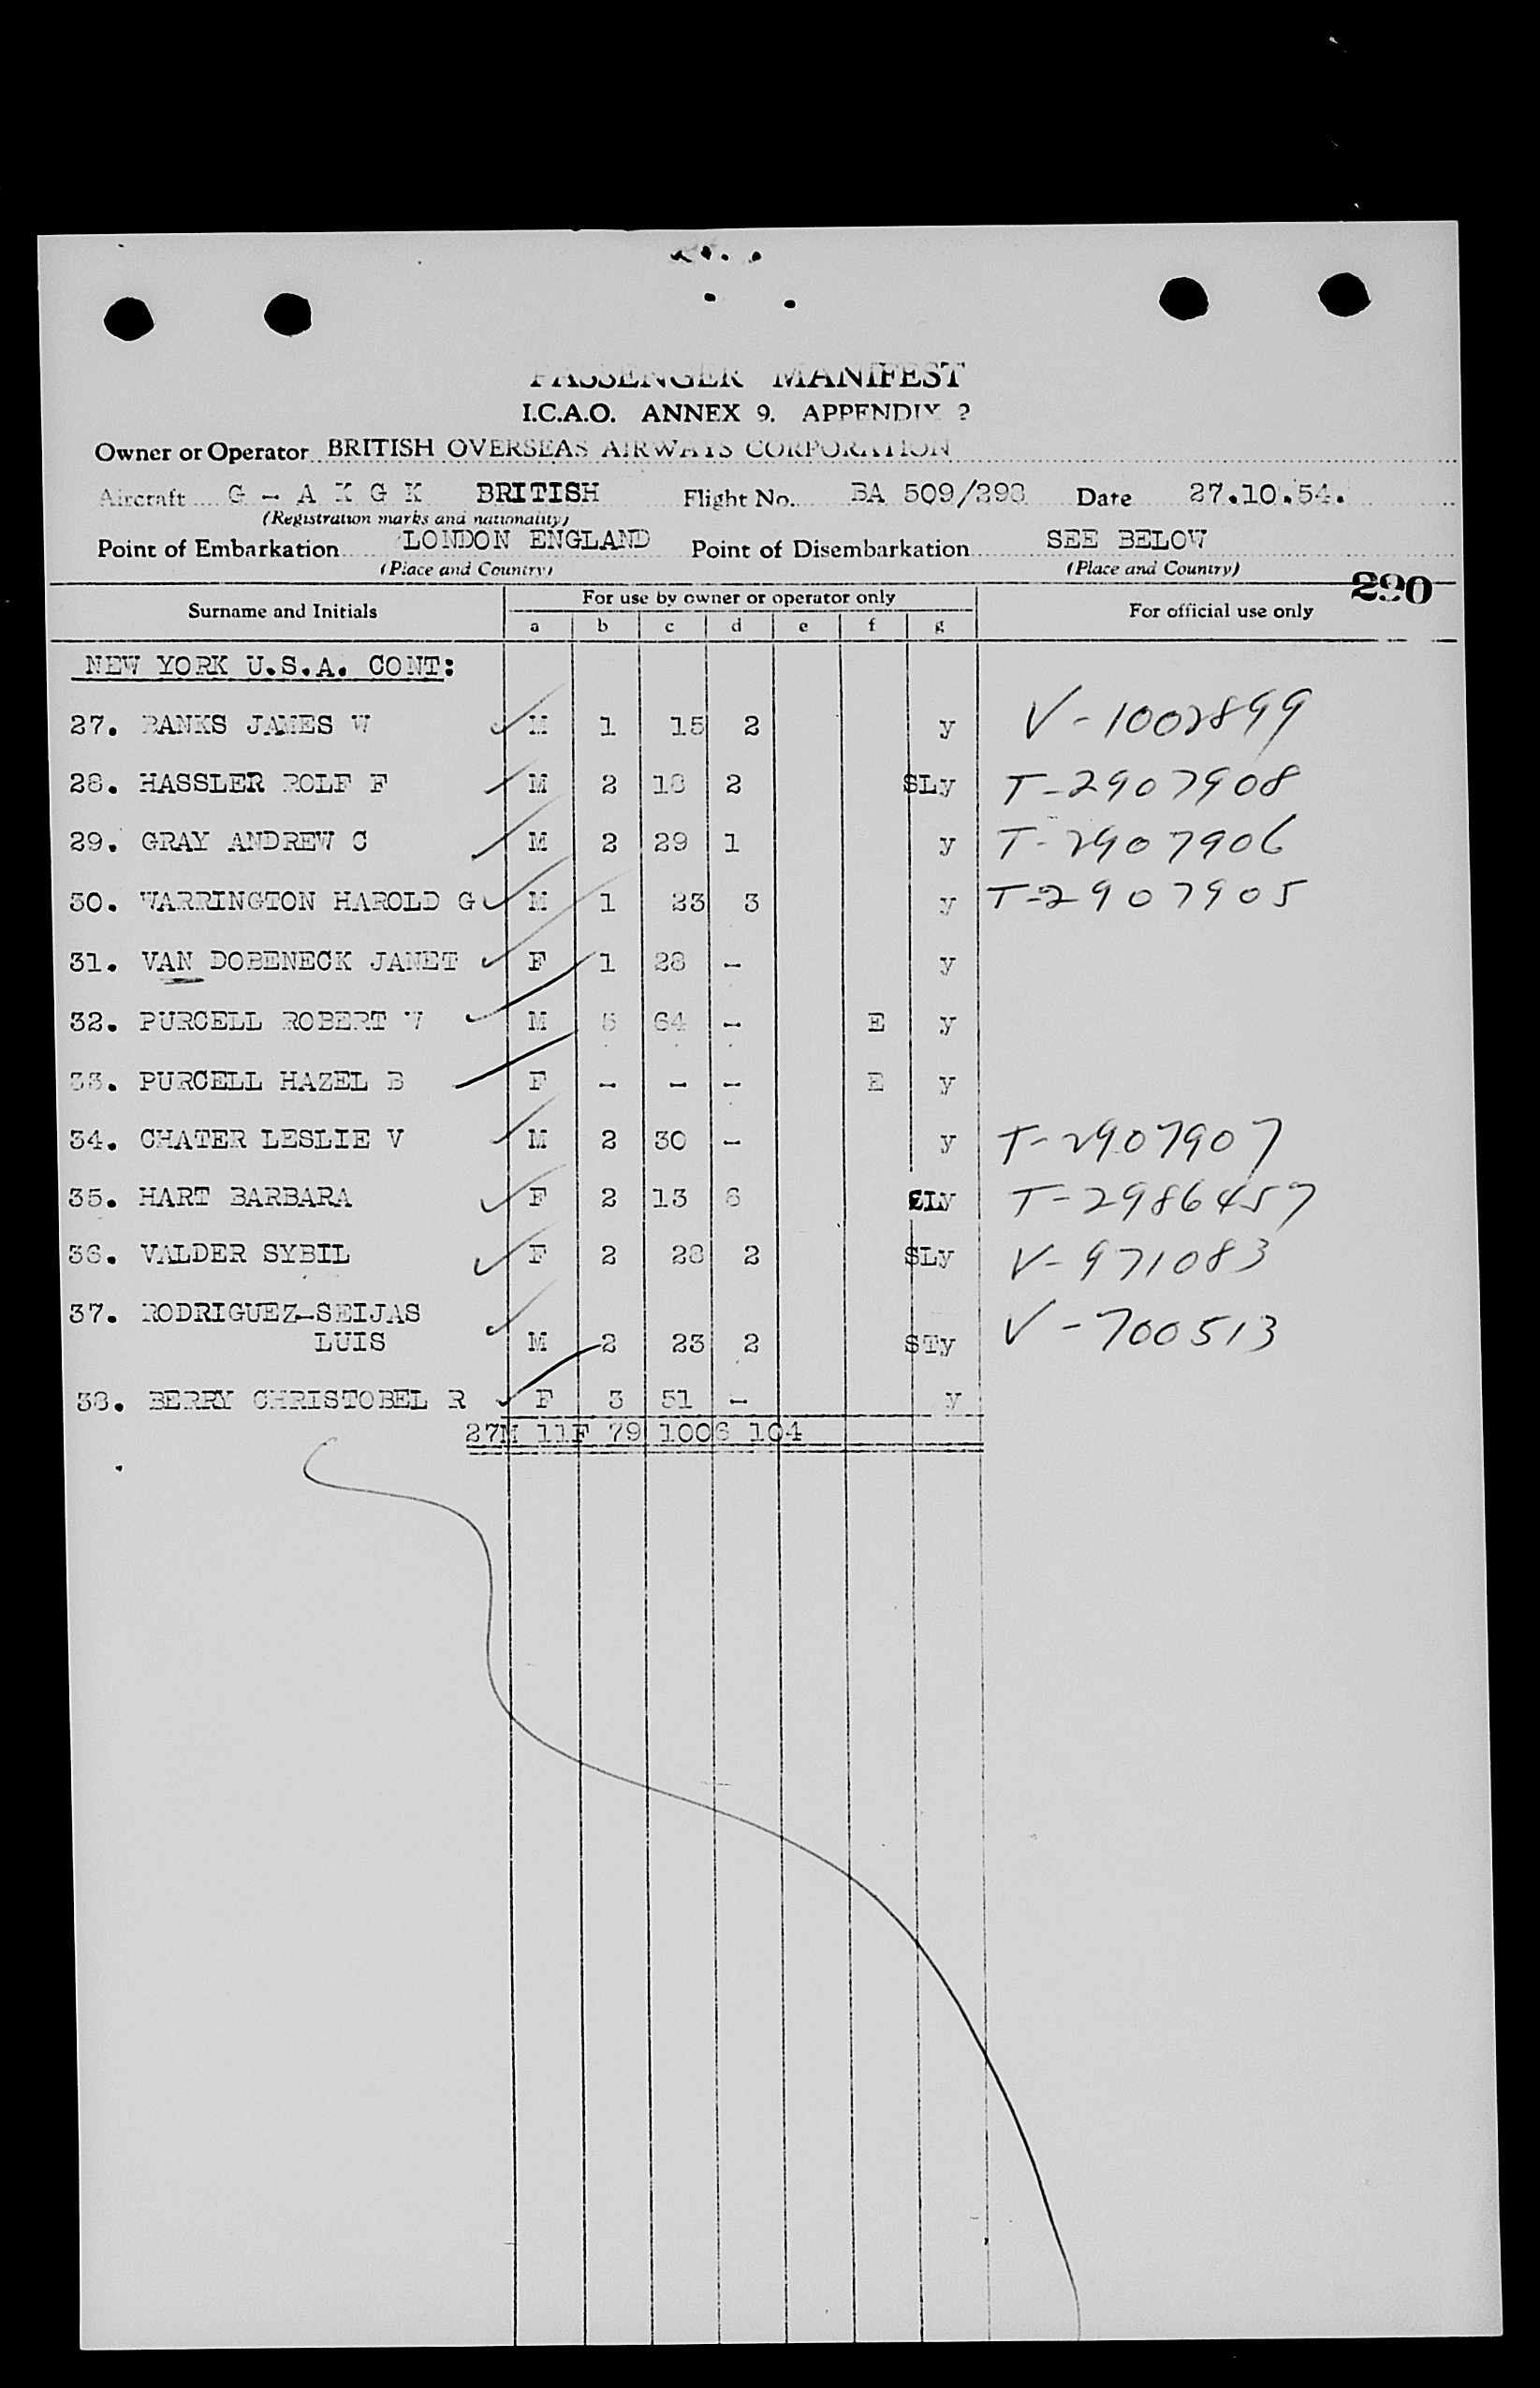 PASSENGER MANIFEST
I.C.A.O. ANNEX 9. APPENDIX 2
Owner or Operator BRITISH OVERSEAS AIRWAYS CORPORATION
Aircraft G - A K G K BRITISH Flight No. BA 509/298 Date 27.10.54.
(Registration marks and nationality)
Point of Embarkation LONDON ENGLAND Point of Disembarkation SEE BELOW
(Place and Country) (Place and Country)
290
Surname and Initials For use by owner or operator only For official use only
a b c d e f g
NEW YORK U.S.A. CONT:
27. BANKS JAMES W M 1 15 2 y V-1002899
28. HASSLER ROLF F M 2 18 2 SLy T-2907908
29. GRAY ANDREW C M 2 29 1 y T-2907906
30. WARRINGTON HAROLD G M 1 23 3 y T-2907905
31. VAN DOBENECK JANET F 1 28 - y
32. PURCELL ROBERT W M 5 64 - E y
33. PURCELL HAZEL B F - - - E y
34. CHATER LESLIE V M 2 30 - y T-2907907
35. HART BARBARA F 2 13 8 SLy T-2986457
36. VALDER SYBIL F 2 28 2 SLy V-971083
37. RODRIGUEZ-SEIJAS
LUIS M 2 23 2 STy V-700513
38. BERRY CHRISTOBEL R F 3 51 - y
27M 11F 79 1006 104